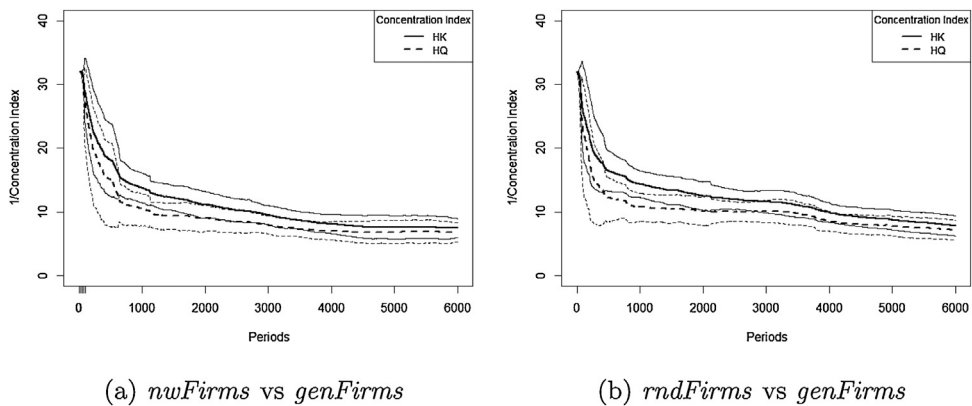 Concentration Index
HK
HQ
1/Concentration Index
40
30
20
10
0
0 1000 2000 3000 4000 5000 6000
Periods
(a) nwFirms vs genFirms
Concentration Index
HK
HQ
1/Concentration Index
40
30
20
10
0
0 1000 2000 3000 4000 5000 6000
Periods
(b) rndFirms vs genFirms